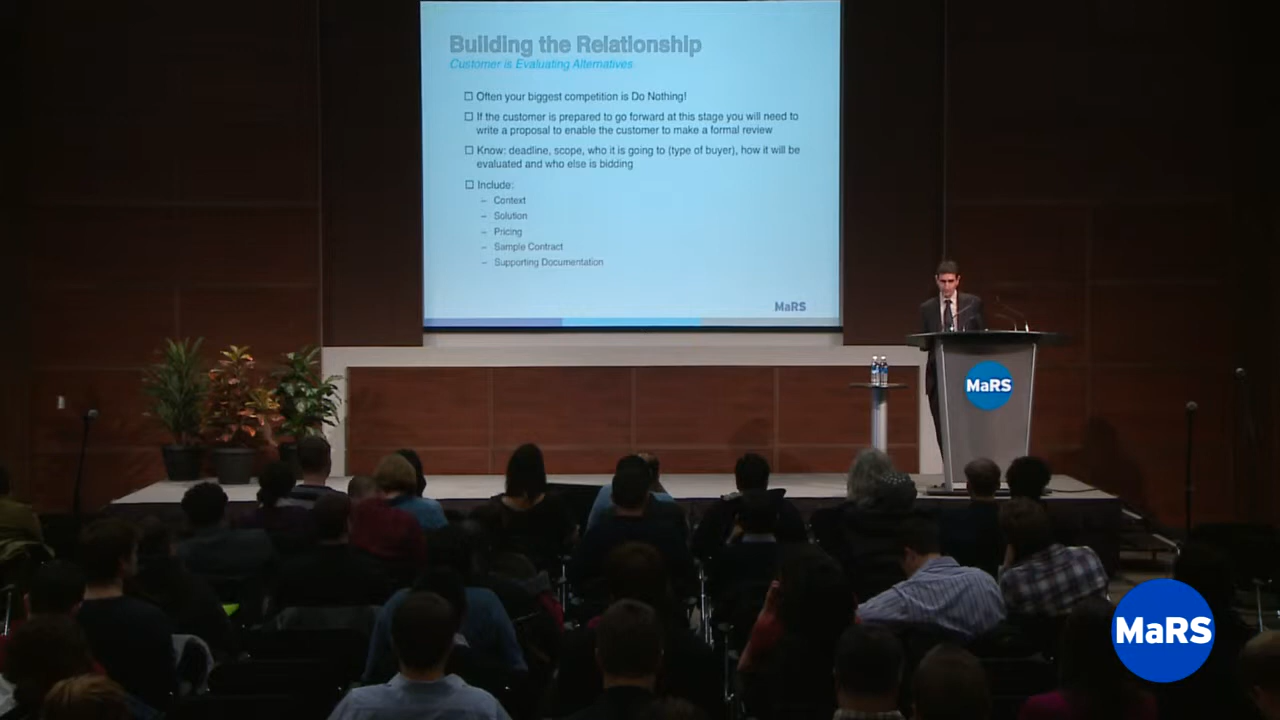 Building the Relationship
Customer is Evaluating Alternatives
Often your biggest competition is Do Nothing!
If the customer is prepared to go forward at this stage you will need to
write a proposal to enable the customer to make a formal review
Know: deadline, scope, who it is going to (type of buyer), how it will be
evaluated and who else is bidding
Include:
– Context
– Solution
– Pricing
– Sample Contract
– Supporting Documentation
MaRS
MaRS
MaRS